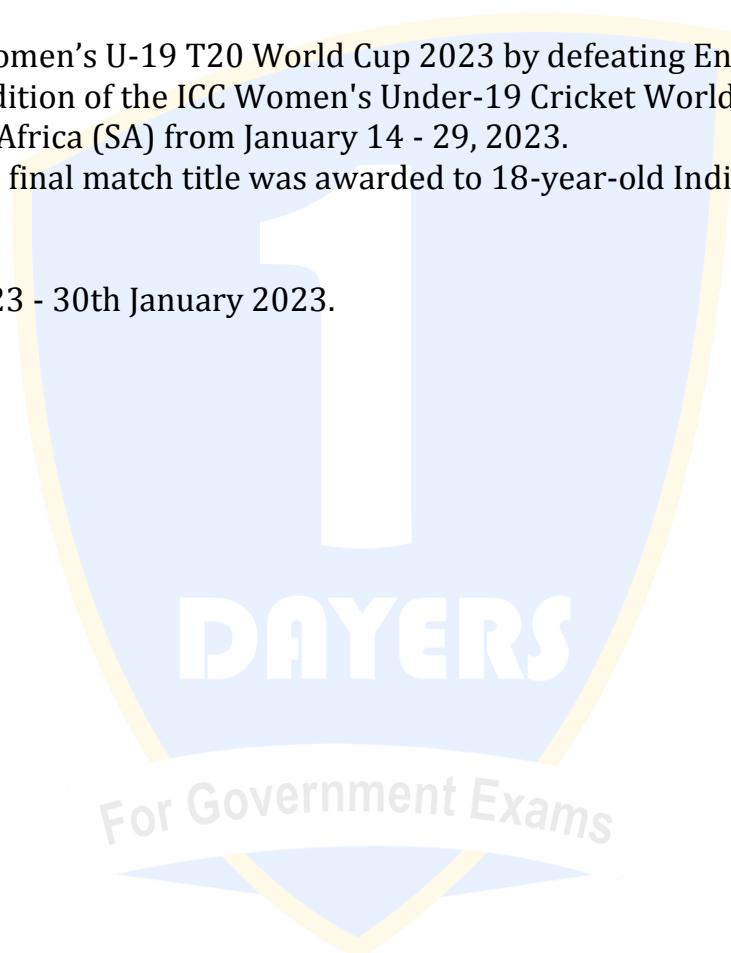 omen’s U-19 T20 World Cup 2023 by defeating En
dition of the ICC Women's Under-19 Cricket World
Africa (SA) from January 14 - 29, 2023.
final match title was awarded to 18-year-old Indi
23 - 30th January 2023.
1
DAYERS
For Government Exams